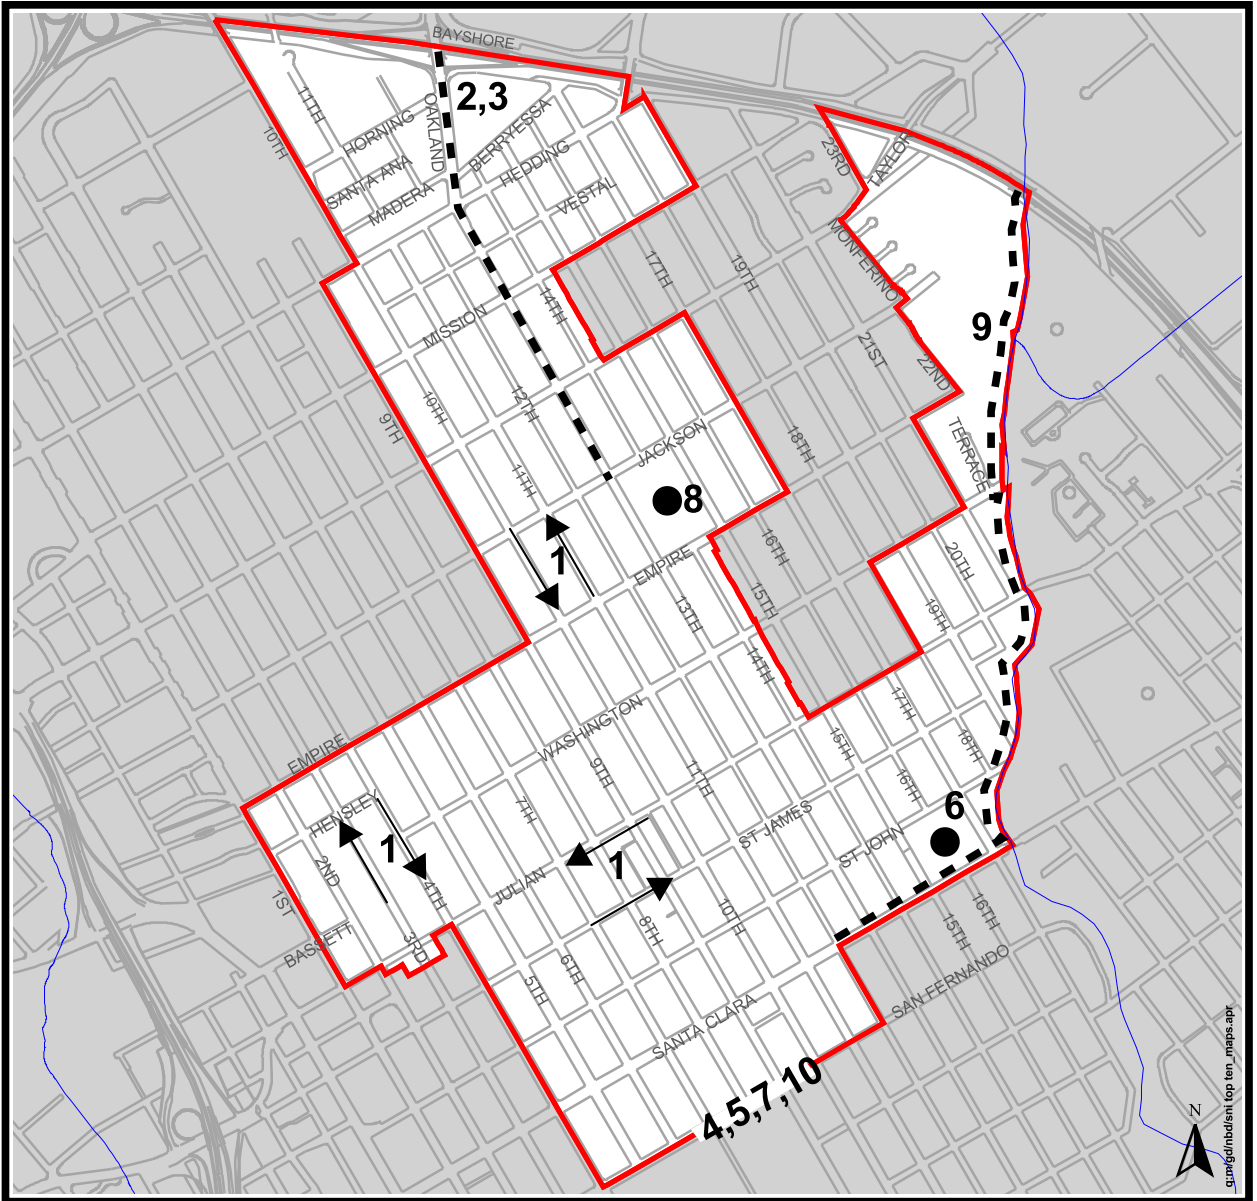 BAYSHORE
2,3
11TH
OAKLAND
10TH
HORNING
BERRYESSA
HEDDING
SANTA ANA
MADERA
VESTAL
23RD
TAYLOR
17TH
19TH
MONFERINO
14TH
MISSION
9
21ST
22ND
10TH
12TH
9TH
JACKSON
18TH
TERRACE
11TH
8
16TH
1
EMPIRE
20TH
15TH
13TH
19TH
14TH
WASHINGTON
17TH
EMPIRE
15TH
18TH
9TH
11TH
16TH
HENSLEY
7TH
6
ST JAMES
1
1
ST JOHN
2ND
JULIAN
4TH
1ST
10TH
8TH
16TH
15TH
BASSETT
3RD
6TH
5TH
SAN FERNANDO
SANTA CLARA
4,5,7,10
N
g:m/gd/nbd/sni top ten_maps.apr